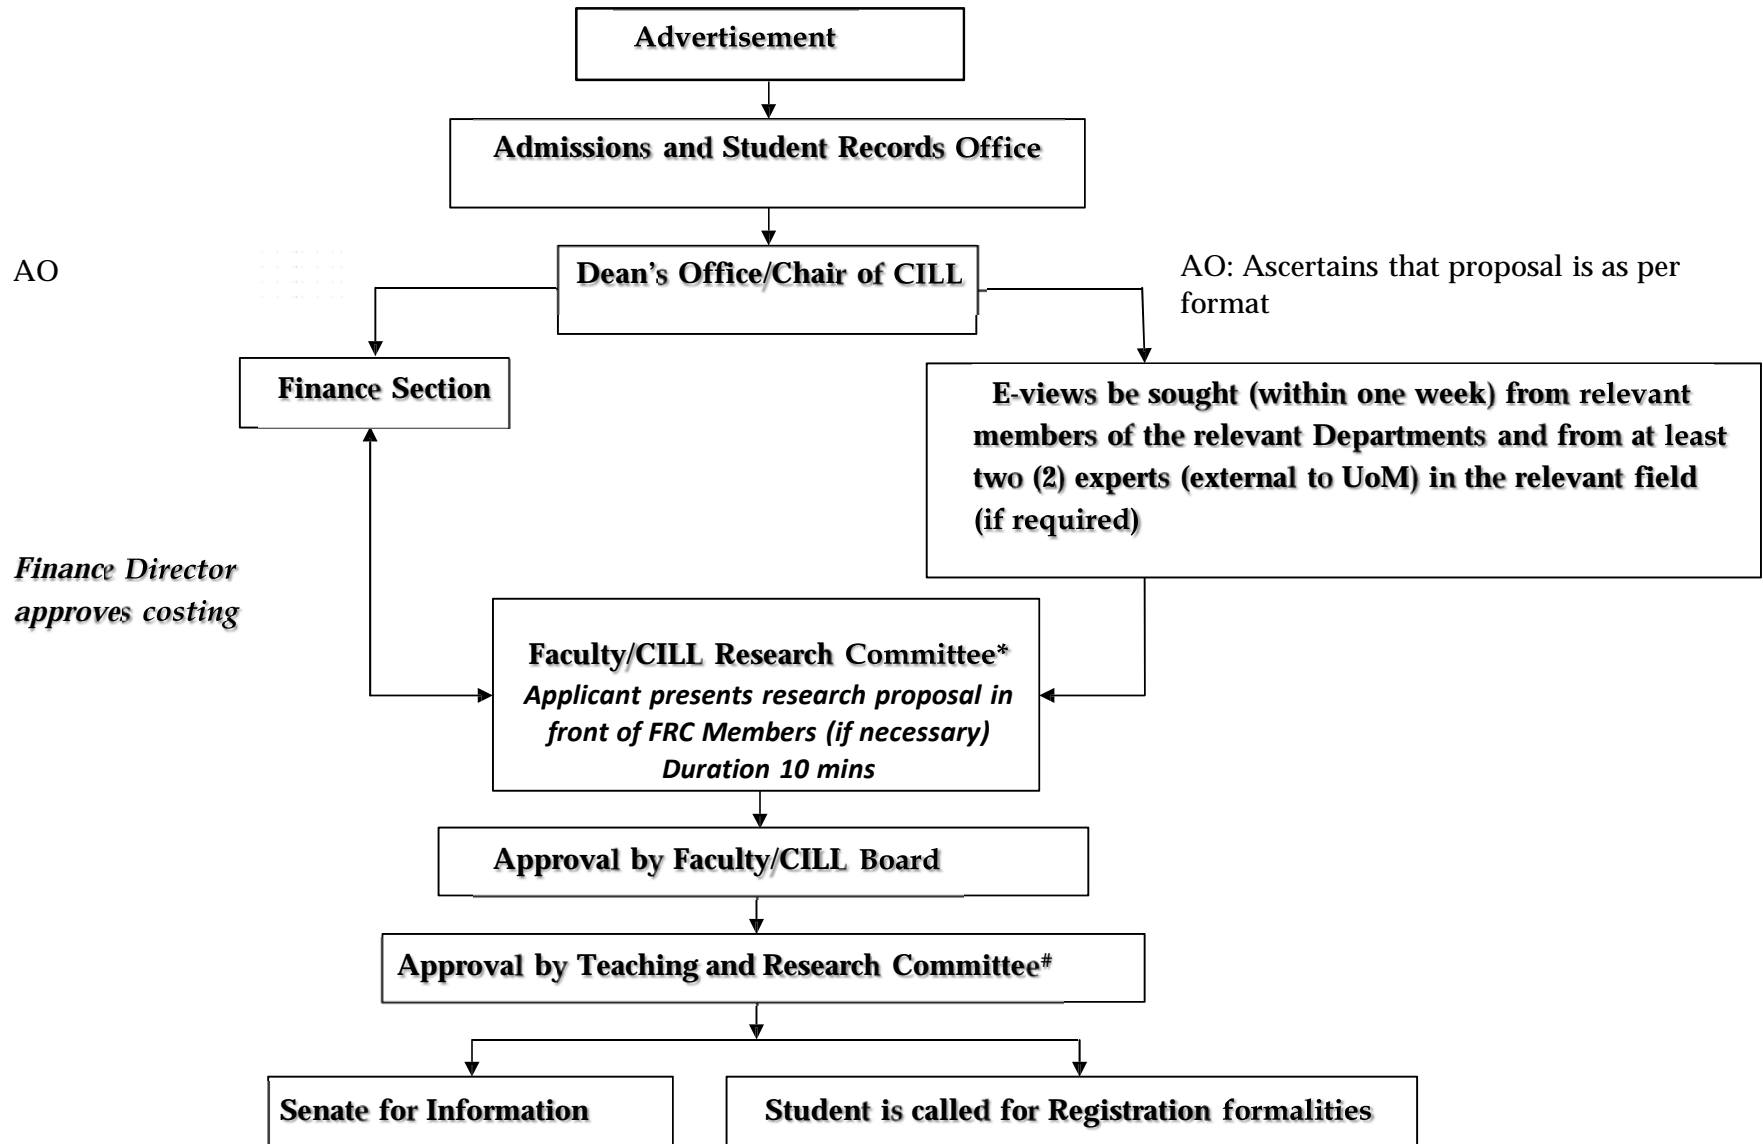 Advertisement
Admissions and Student Records Office
AO
Dean's Office/Chair of CILL
AO: Ascertains that proposal is as per
format
Finance Section
E-views be sought (within one week) from relevant
members of the relevant Departments and from at least
two (2) experts (external to UoM) in the relevant field
(if required)
Finance Director
approves costing
Faculty/CILL Research Committee*
Applicant presents research proposal in
front of FRC Members (if necessary)
Duration 10 mins
Approval by Faculty/CILL Board
Approval by Teaching and Research Committee#
Senate for Information
Student is called for Registration formalities